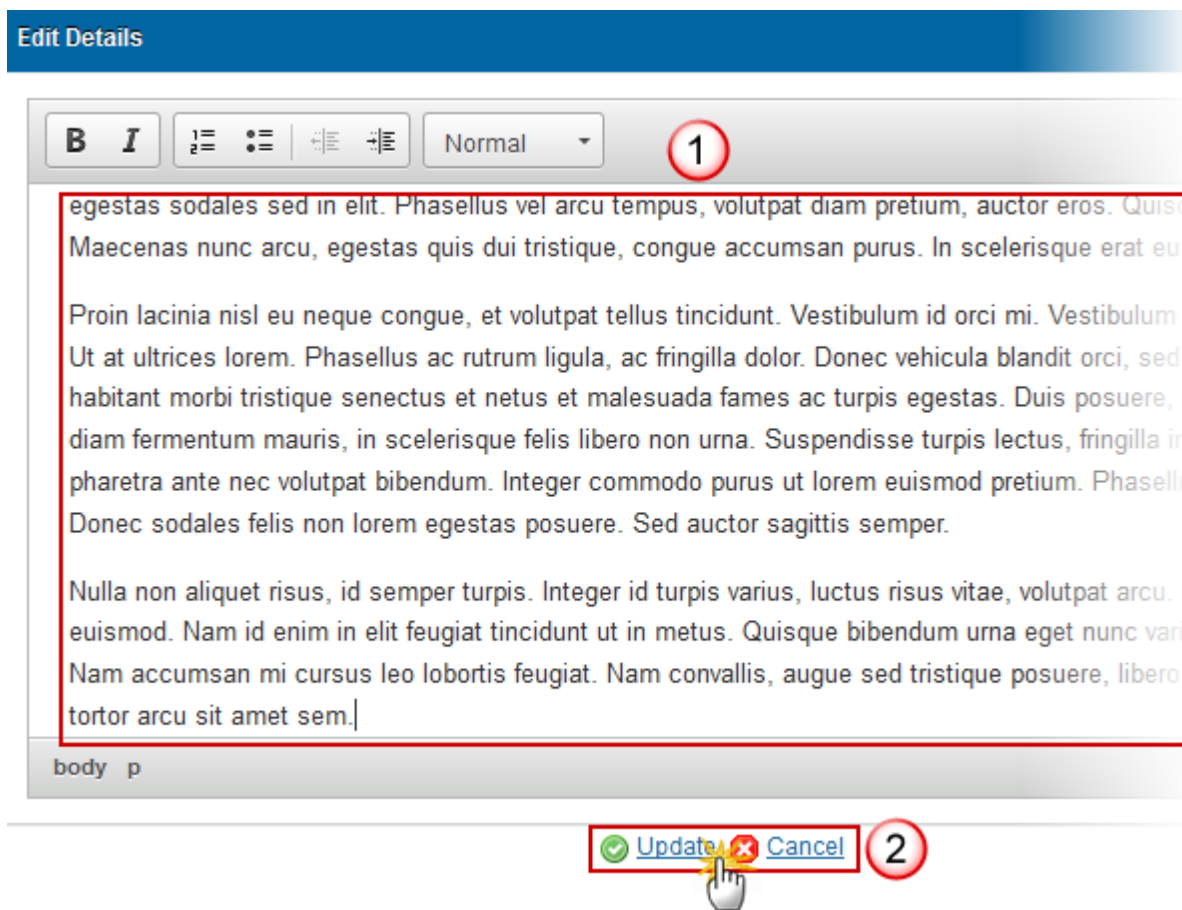 Edit Details
B I Normal
1
egestas sodales sed in elit. Phasellus vel arcu tempus, volutpat diam pretium, auctor eros.
Maecenas nunc arcu, egestas quis dui tristique, congue accumsan purus. In scelerisque erat eu
Proin lacinia nisl eu neque congue, et volutpat tellus tincidunt. Vestibulum id orci mi. Vestibulum
Ut at ultrices lorem. Phasellus ac rutrum ligula, ac fringilla dolor. Donec vehicula blandit orci, sed
habitant morbi tristique senectus et netus et malesuada fames ac turpis egestas. Duis posuere,
diam fermentum mauris, in scelerisque felis libero non urna. Suspendisse turpis lectus, fringilla
pharetra ante nec volutpat bibendum. Integer commodo purus ut lorem euismod pretium.
Donec sodales felis non lorem egestas posuere. Sed auctor sagittis semper.
Nulla non aliquet risus, id semper turpis. Integer id turpis varius, luctus risus vitae, volutpat arcu.
euismod. Nam id enim in elit feugiat tincidunt ut in metus. Quisque bibendum urna eget nunc
Nam accumsan mi cursus leo lobortis feugiat. Nam convallis, augue sed tristique posuere, libero
tortor arcu sit amet sem.
body p
Update Cancel 2